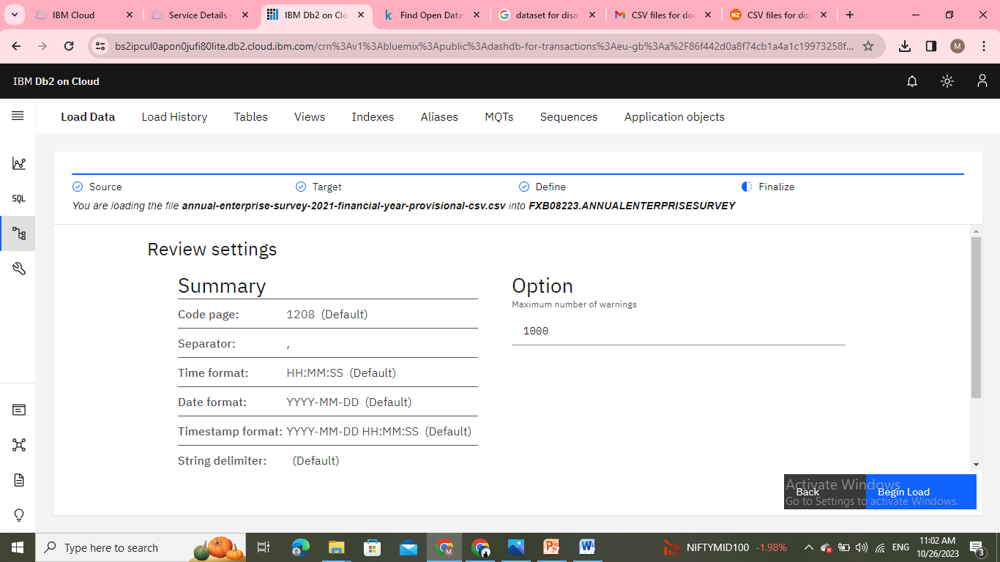 IBM Cloud
Service Details -
IBM Db2 on Clo
Find Open Data
dataset for disa
CSV files for do
CSV files for do
bs2ipcul0apon0jufi80lite.db2.cloud.ibm.com/crn%3Av1%3Abluemix%3Apublic%3Adashdb-for-transactions%3Aeu-gb%3Aa%2F86f442d0a8f74cb1a4a1c19973258f...
M
IBM Db2 on Cloud
Load Data Load History Tables Views Indexes Aliases MQTs Sequences Application objects
SQL
Source Target Define Finalize
You are loading the file annual-enterprise-survey-2021-financial-year-provisional-csv.csv into FXB08223.ANNUALENTERPRISESURVEY
Review settings
Summary
Code page: 1208 (Default)
Separator: ,
Time format: HH:MM:SS (Default)
Date format: YYYY-MM-DD (Default)
Timestamp format: YYYY-MM-DD HH:MM:SS (Default)
String delimiter: (Default)
Option
Maximum number of warnings
1000
Back
Begin Load
Activate Windows
Go to Settings to activate Windows.
Type here to search
NIFTYMID100 -1.98%
ENG
11:02 AM
10/26/2023
3